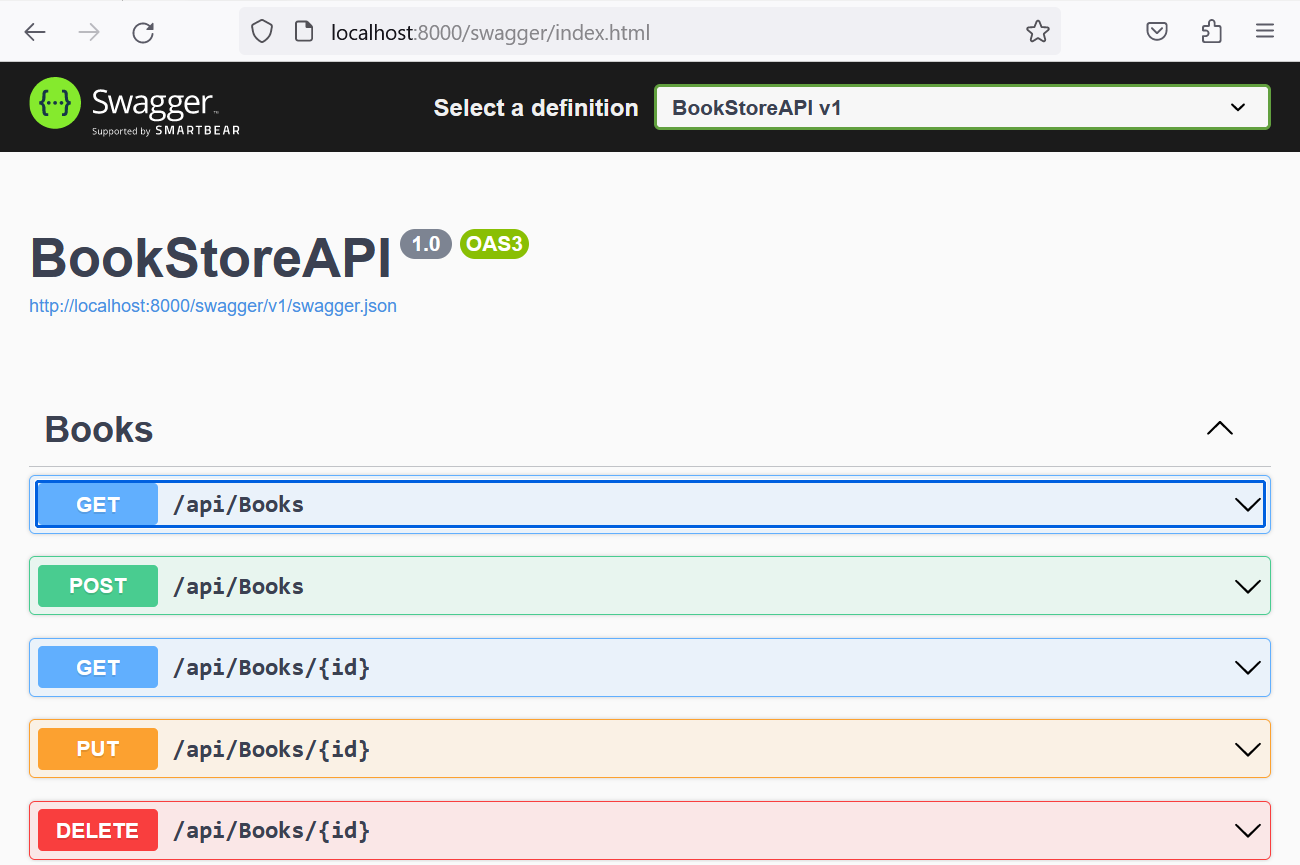 localhost:8000/swagger/index.html
{···} Swagger™
Supported by SMARTBEAR
Select a definition
BookStoreAPI v1
BookStoreAPI 1.0 OAS3
http://localhost:8000/swagger/v1/swagger.json
Books
GET /api/Books
POST /api/Books
GET /api/Books/{id}
PUT /api/Books/{id}
DELETE /api/Books/{id}